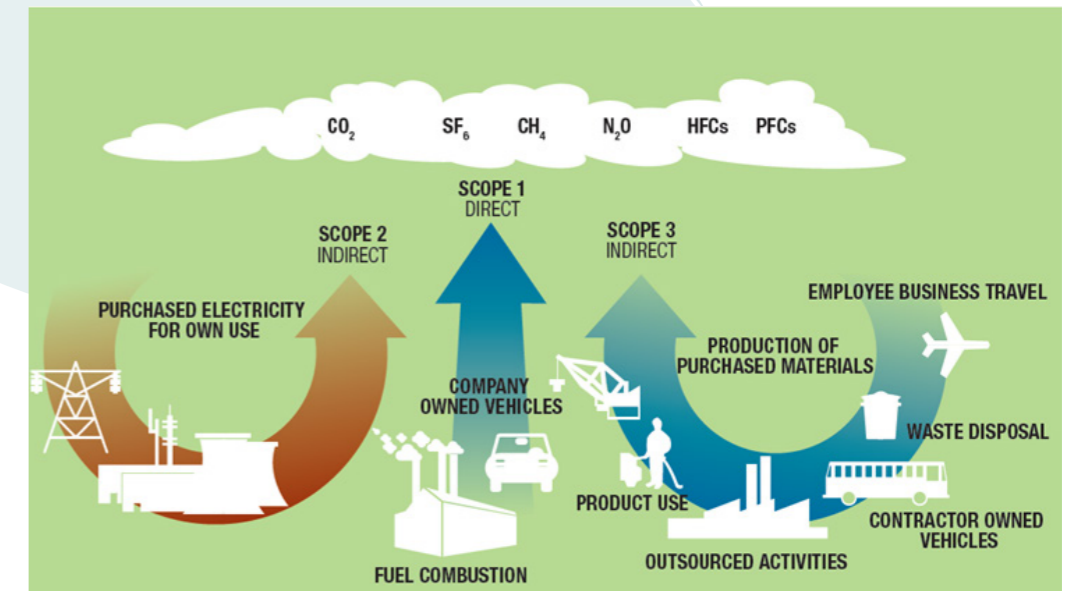 CO₂ SF₆ CH₄ N₂O HFCs PFCs
SCOPE 1
DIRECT
SCOPE 2
INDIRECT
SCOPE 3
INDIRECT
PURCHASED ELECTRICITY
FOR OWN USE
COMPANY
OWNED VEHICLES
FUEL COMBUSTION
EMPLOYEE BUSINESS TRAVEL
PRODUCTION OF
PURCHASED MATERIALS
WASTE DISPOSAL
PRODUCT USE
CONTRACTOR OWNED
VEHICLES
OUTSOURCED ACTIVITIES